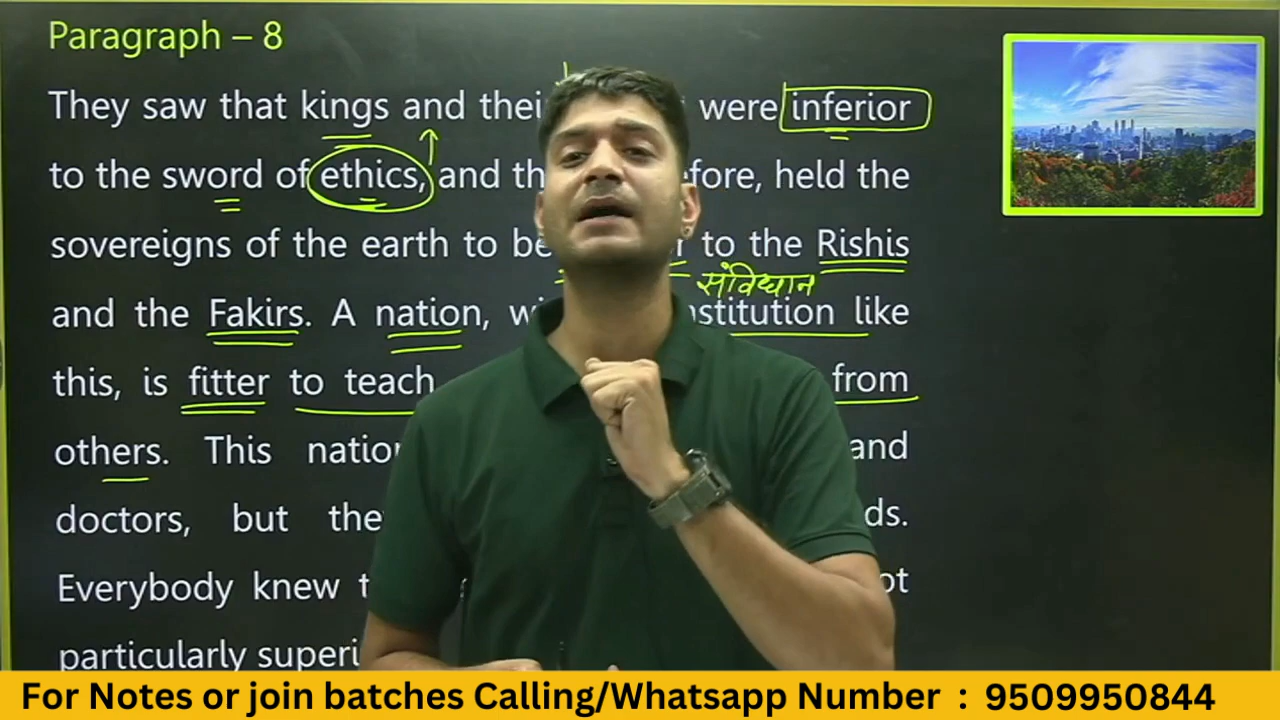 Paragraph – 8
They saw that kings and thei were inferior
to the sword of ethics, and th fore, held the
sovereigns of the earth to be to the Rishis
संविधान
and the Fakirs. A nation, wi stitution like
this, is fitter to teach from
others. This natio and
doctors, but the ds.
Everybody knew t ot
particularly superi
For Notes or join batches Calling/Whatsapp Number : 9509950844